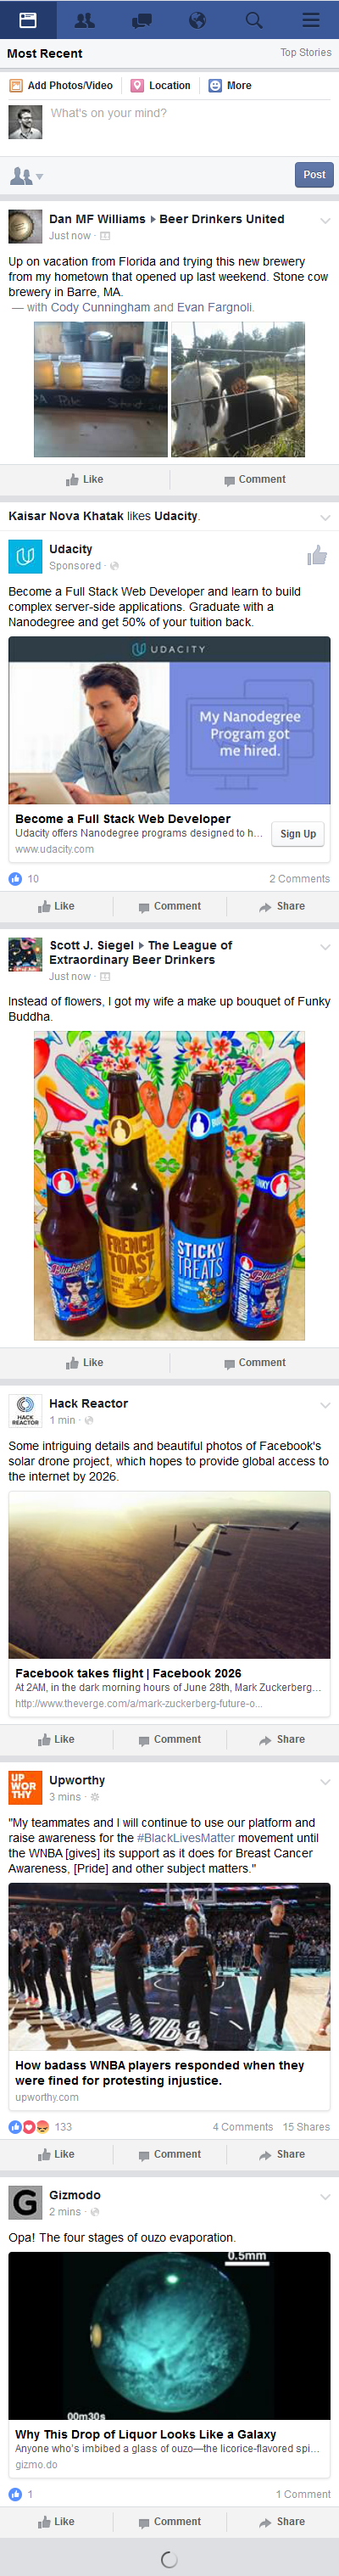 Most Recent
Top Stories
Add Photos/Video
Location
More
What's on your mind?
Post
Dan MF Williams ▸ Beer Drinkers United
Just now ·
Up on vacation from Florida and trying this new brewery
from my hometown that opened up last weekend. Stone cow
brewery in Barre, MA.
— with Cody Cunningham and Evan Fargnoli.
Like
Comment
Kaisar Nova Khatak likes Udacity.
Udacity
Sponsored ·
Become a Full Stack Web Developer and learn to build
complex server-side applications. Graduate with a
Nanodegree and get 50% of your tuition back.
UDACITY
My Nanodegree
Program got
me hired.
Become a Full Stack Web Developer
Udacity offers Nanodegree programs designed to h...
www.udacity.com
Sign Up
10
2 Comments
Like
Comment
Share
Scott J. Siegel ▸ The League of
Extraordinary Beer Drinkers
Just now ·
Instead of flowers, I got my wife a make up bouquet of Funky
Buddha.
FRENCH
TOAST
STICKY
TREATS
Like
Comment
HACK
REACTOR
Hack Reactor
1 min ·
Some intriguing details and beautiful photos of Facebook's
solar drone project, which hopes to provide global access to
the internet by 2026.
Facebook takes flight | Facebook 2026
At 2AM, in the dark morning hours of June 28th, Mark Zuckerberg...
http://www.theverge.com/a/mark-zuckerberg-future-o...
Like
Comment
Share
UP
WOR
THY
Upworthy
3 mins ·
"My teammates and I will continue to use our platform and
raise awareness for the #BlackLivesMatter movement until
the WNBA [gives] its support as it does for Breast Cancer
Awareness, [Pride] and other subject matters."
How badass WNBA players responded when they
were fined for protesting injustice.
upworthy.com
133
4 Comments
15 Shares
Like
Comment
Share
G
Gizmodo
2 mins ·
Opa! The four stages of ouzo evaporation.
0.5mm
00m30s
Why This Drop of Liquor Looks Like a Galaxy
Anyone who's imbibed a glass of ouzo—the licorice-flavored spi...
gizmo.do
1
1 Comment
Like
Comment
Share